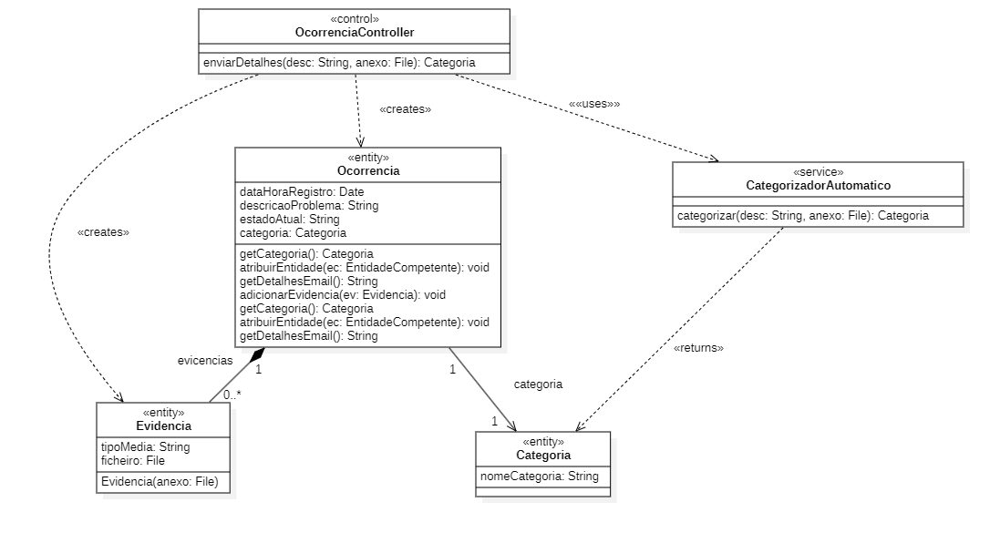 «control»
OcorrenciaController
enviarDetalhes(desc: String, anexo: File): Categoria
«creates»
««uses»»
«entity»
Ocorrencia
dataHoraRegistro: Date
descricaoProblema: String
estadoAtual: String
categoria: Categoria
getCategoria(): Categoria
atribuirEntidade(ec: EntidadeCompetente): void
getDetalhesEmail(): String
adicionarEvidencia(ev: Evidencia): void
getCategoria(): Categoria
atribuirEntidade(ec: EntidadeCompetente): void
getDetalhesEmail(): String
«service»
CategorizadorAutomatico
categorizar(desc: String, anexo: File): Categoria
«creates»
«returns»
evicencias
1
0..*
1
categoria
1
«entity»
Evidencia
tipoMedia: String
ficheiro: File
Evidencia(anexo: File)
«entity»
Categoria
nomeCategoria: String